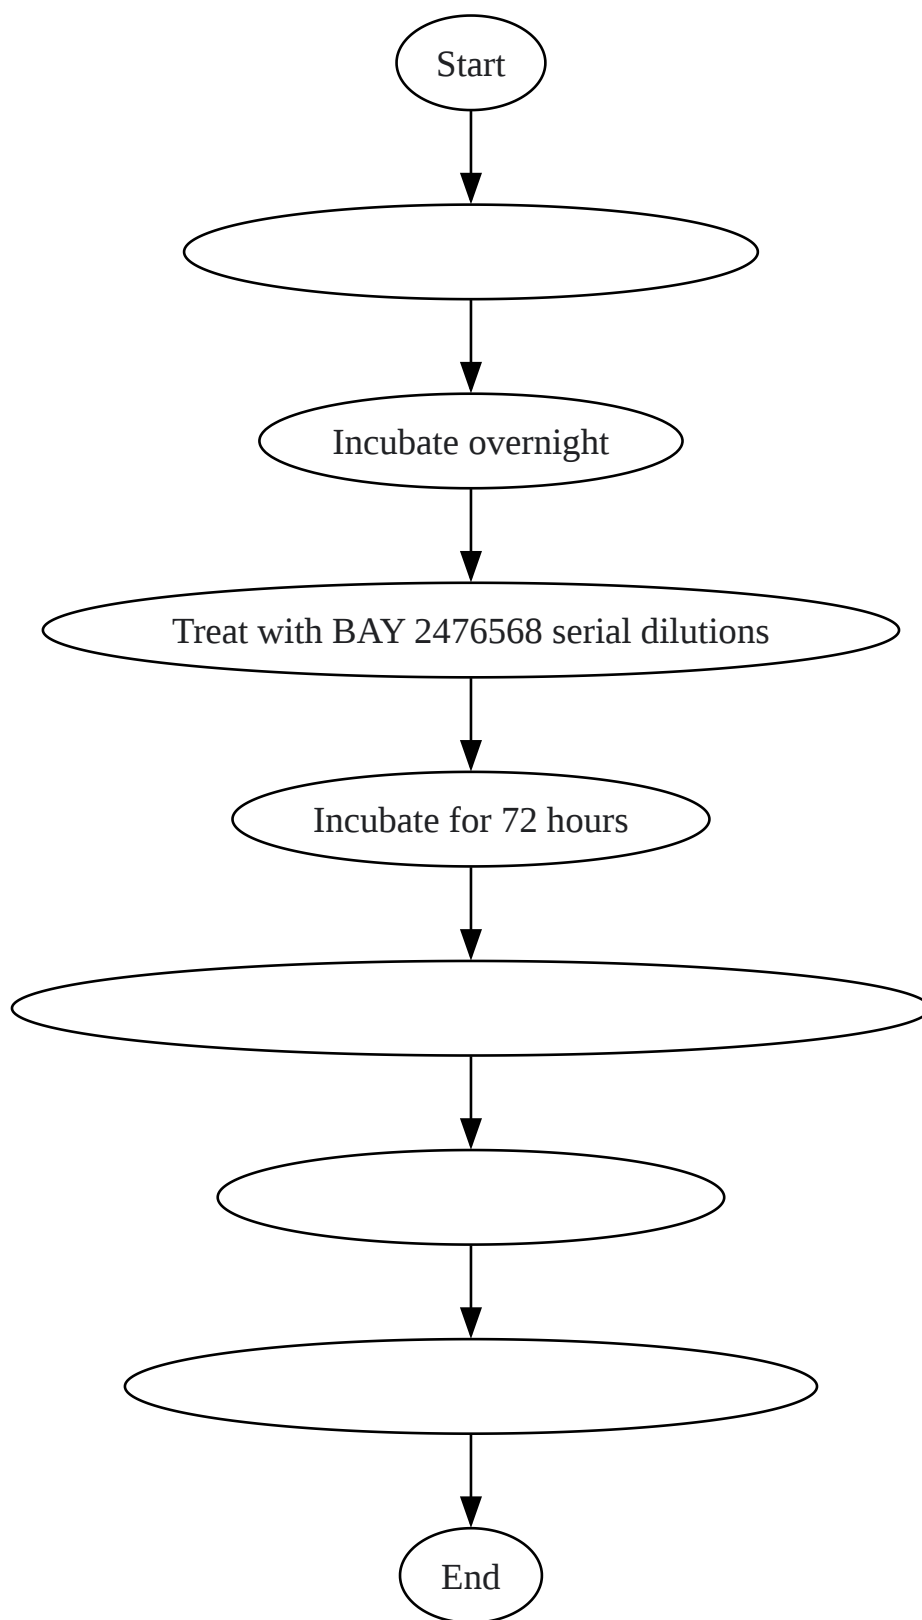 Start
Incubate overnight
Treat with BAY 2476568 serial dilutions
Incubate for 72 hours
End